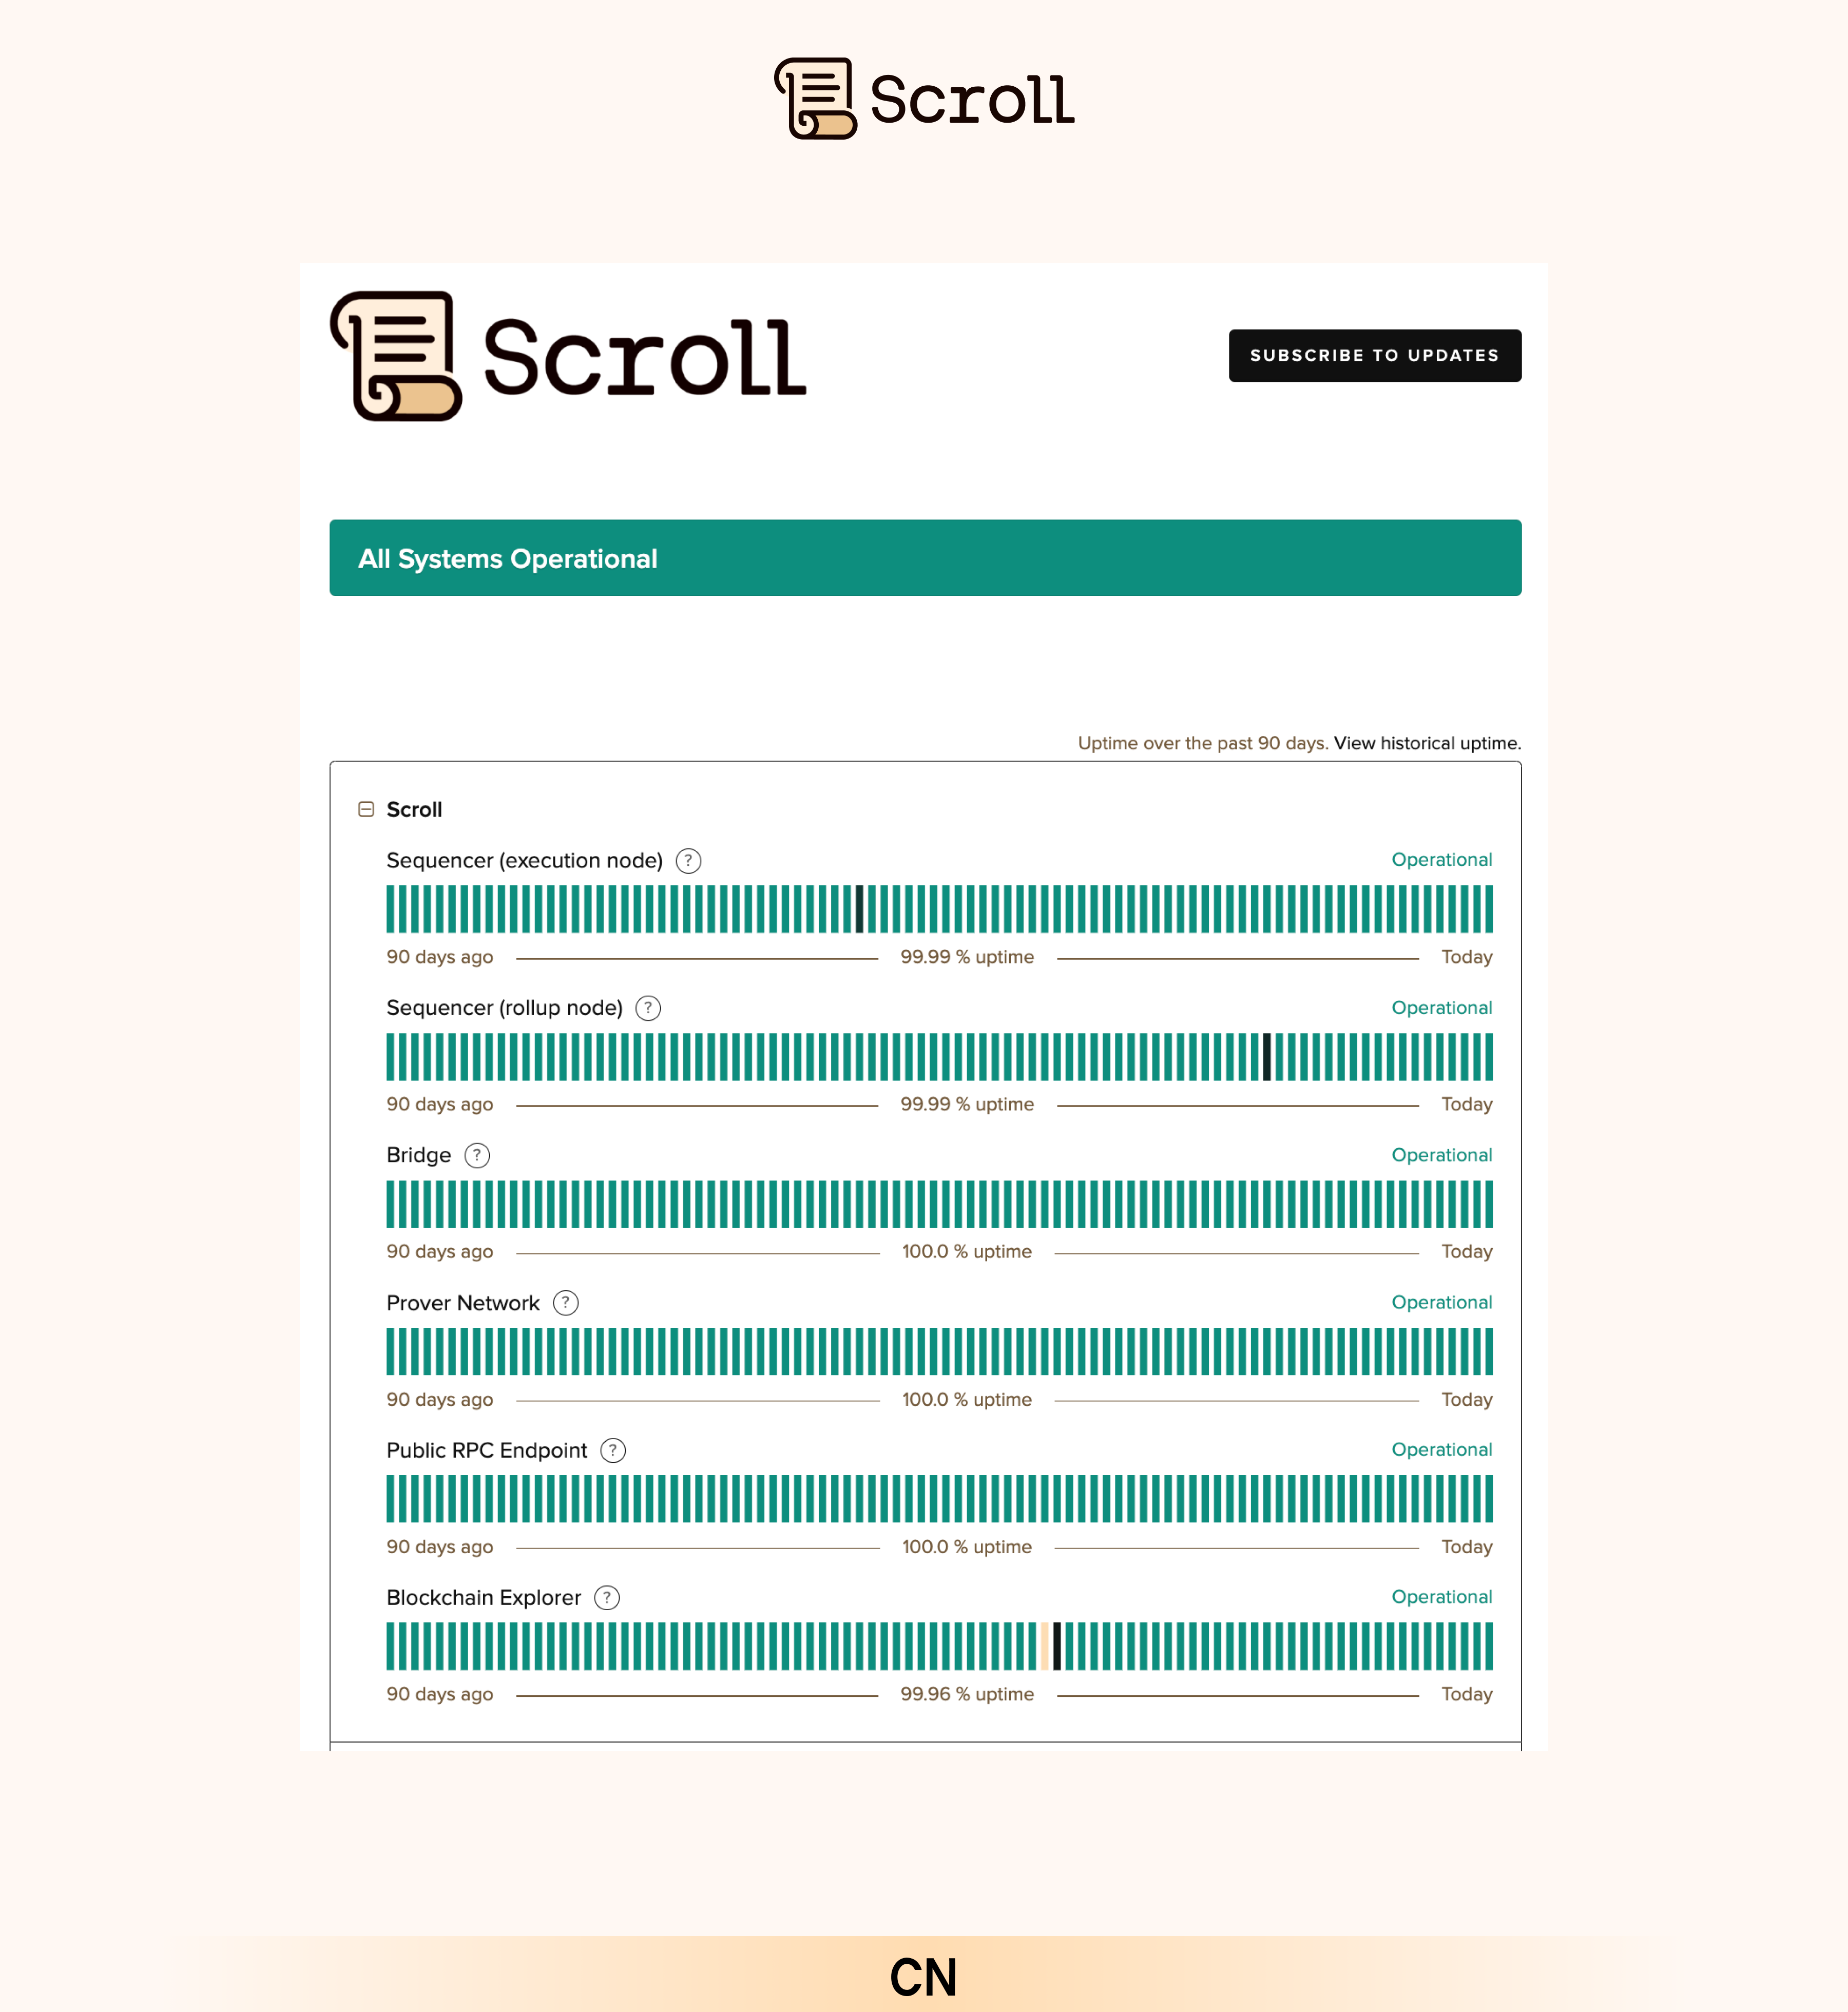 Scroll
Scroll
SUBSCRIBE TO UPDATES
All Systems Operational
Uptime over the past 90 days. View historical uptime.
Scroll
Sequencer (execution node) ? Operational
90 days ago 99.99 % uptime Today
Sequencer (rollup node) ? Operational
90 days ago 99.99 % uptime Today
Bridge ? Operational
90 days ago 100.0 % uptime Today
Prover Network ? Operational
90 days ago 100.0 % uptime Today
Public RPC Endpoint ? Operational
90 days ago 100.0 % uptime Today
Blockchain Explorer ? Operational
90 days ago 99.96 % uptime Today
CN